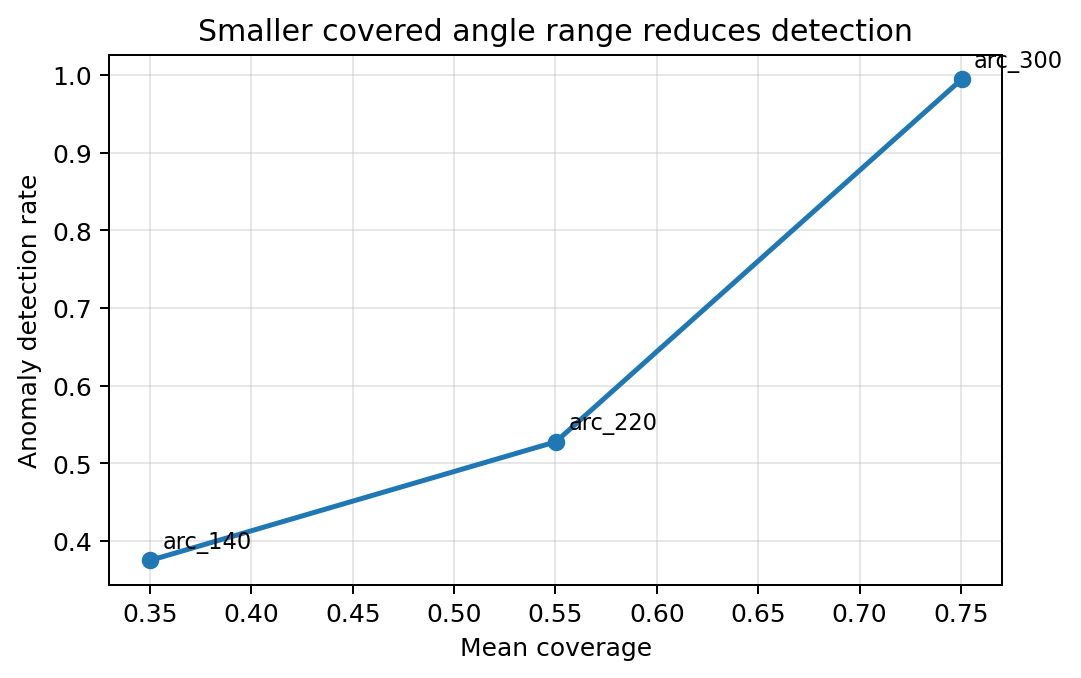 Smaller covered angle range reduces detection
arc_300
1.0
0.9
0.8
0.7
0.6
0.5
0.4
Anomaly detection rate
arc_220
arc_140
0.35 0.40 0.45 0.50 0.55 0.60 0.65 0.70 0.75
Mean coverage